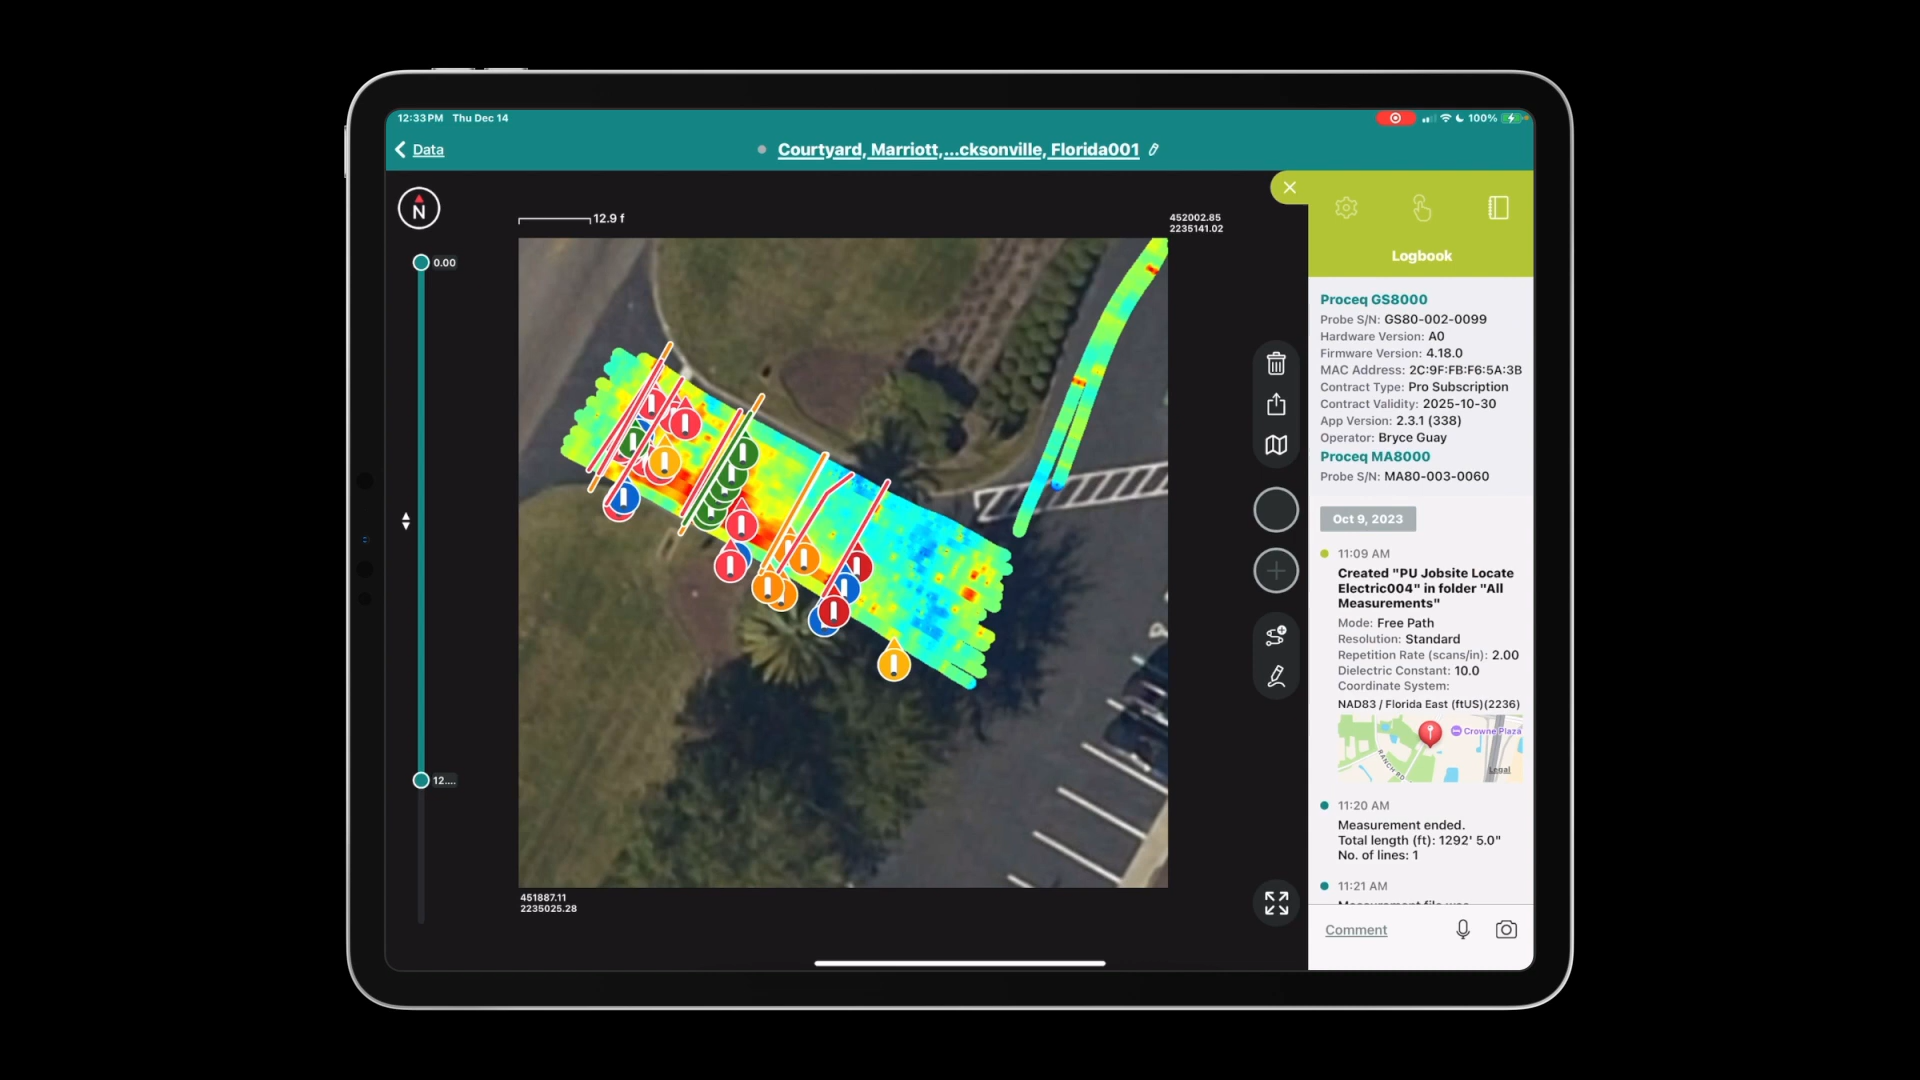 12:33 PM Thu Dec 14
100%
Data
Courtyard, Marriott,...cksonville, Florida001
N
12.9 f
452002.85
2235141.02
0.00
12....
451887.11
2235025.28
Logbook
Proceq GS8000
Probe S/N: GS80-002-0099
Hardware Version: A0
Firmware Version: 4.18.0
MAC Address: 2C:9F:FB:F6:5A:3B
Contract Type: Pro Subscription
Contract Validity: 2025-10-30
App Version: 2.3.1 (338)
Operator: Bryce Guay
Proceq MA8000
Probe S/N: MA80-003-0060
Oct 9, 2023
11:09 AM
Created "PU Jobsite Locate
Electric004" in folder "All
Measurements"
Mode: Free Path
Resolution: Standard
Repetition Rate (scans/in): 2.00
Dielectric Constant: 10.0
Coordinate System:
NAD83 / Florida East (ftUS)(2236)
Crowne Plaza
RANCH RD
Legal
11:20 AM
Measurement ended.
Total length (ft): 1292' 5.0"
No. of lines: 1
11:21 AM
Measurement file was
Comment